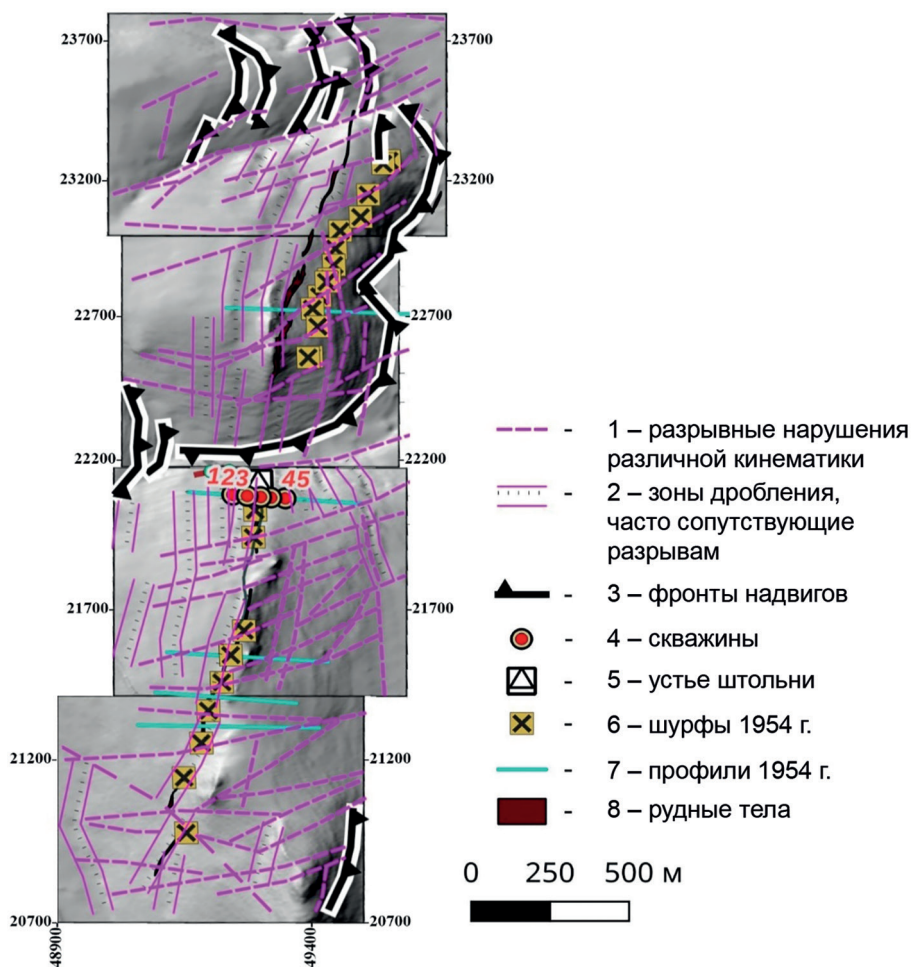 23700
23700
23200
23200
22700
22700
22200
22200
123
45
21700
21700
21200
21200
20700
20700
48900
49400
- 1 – разрывные нарушения
различной кинематики
- 2 – зоны дробления,
часто сопутствующие
разрывам
- 3 – фронты надвигов
- 4 – скважины
- 5 – устье штольни
- 6 – шурфы 1954 г.
- 7 – профили 1954 г.
- 8 – рудные тела
0 250 500 м